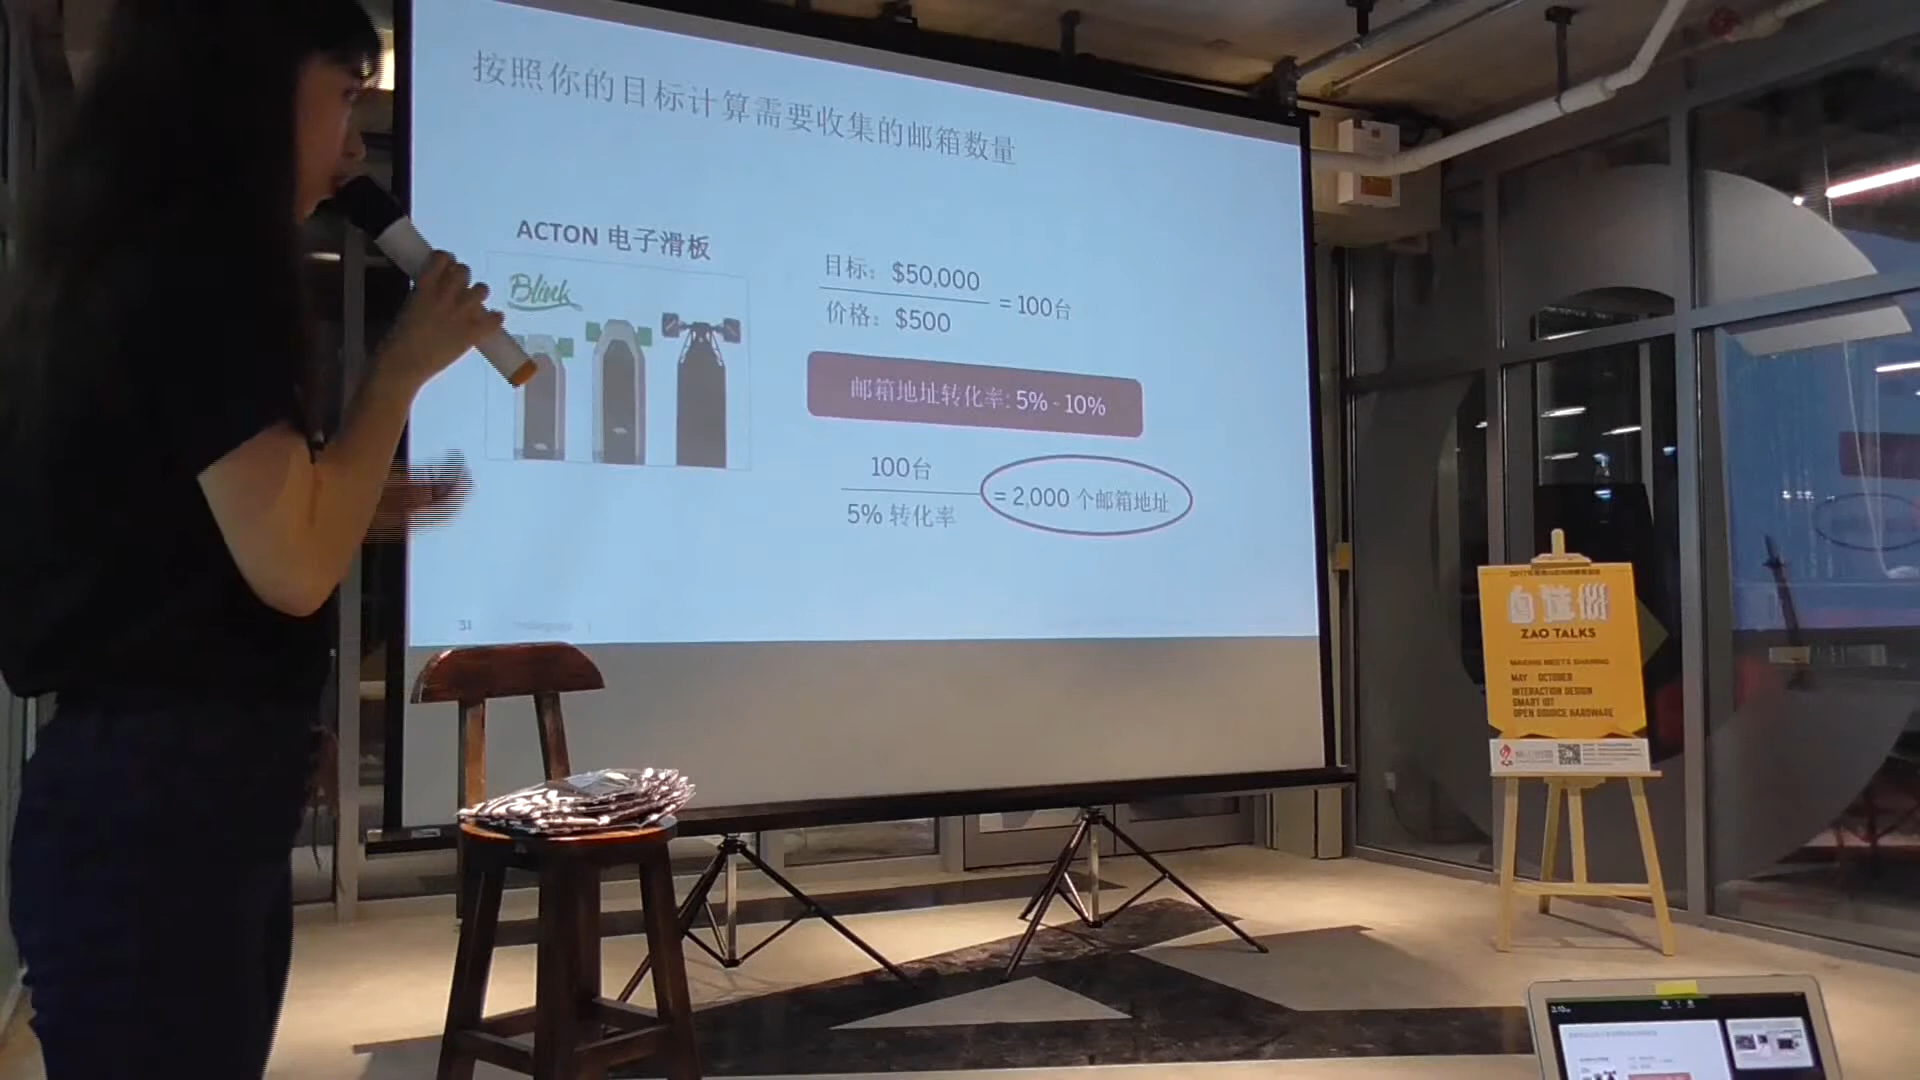 按照你的目标计算需要收集的邮箱数量
ACTON 电子滑板
Blink
目标：$50,000
价格：$500
= 100台
邮箱地址转化率: 5% - 10%
100台
5% 转化率
= 2,000 个邮箱地址
31
ZAO TALKS
MAKING MEETS SHARING
MAY - OCTOBER
INTERACTION DESIGN
SMART IOT
OPEN SOURCE HARDWARE